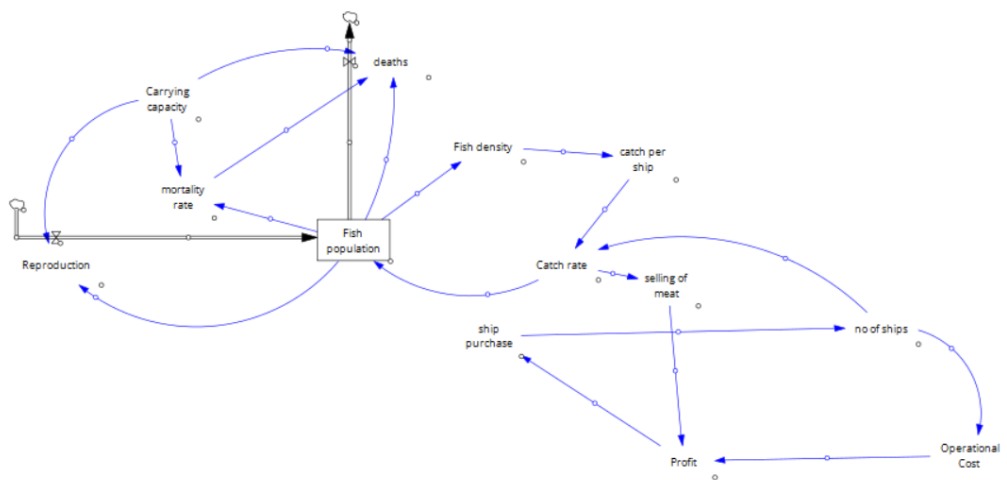 deaths
Carrying
capacity
Fish density
catch per
ship
mortality
rate
Fish
population
Reproduction
Catch rate
selling of
meat
ship
purchase
no of ships
Operational
Cost
Profit